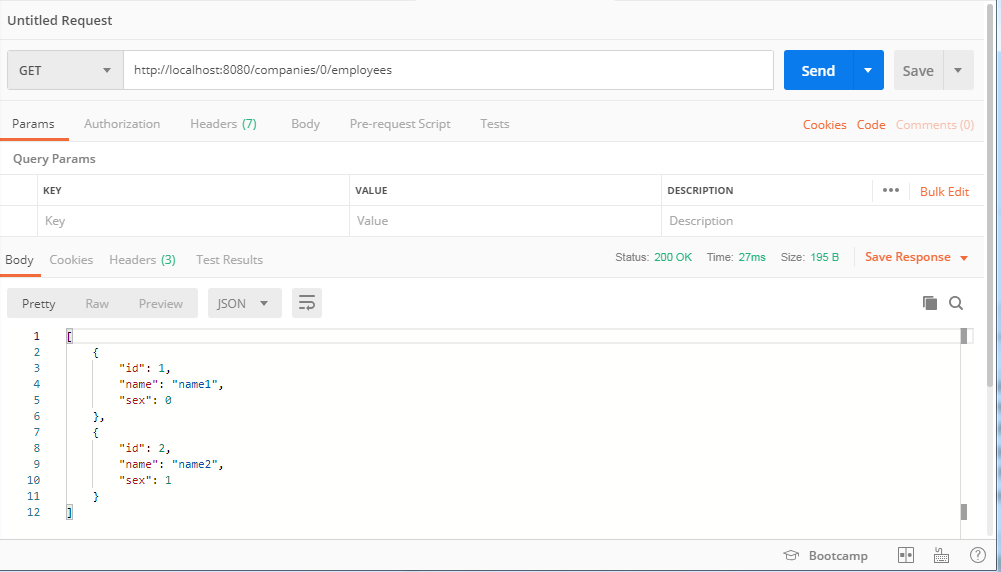 Untitled Request
GET http://localhost:8080/companies/0/employees Send Save
Params Authorization Headers (7) Body Pre-request Script Tests Cookies Code Comments (0)
Query Params
KEY VALUE DESCRIPTION ••• Bulk Edit
Key Value Description
Body Cookies Headers (3) Test Results Status: 200 OK Time: 27ms Size: 195 B Save Response
Pretty Raw Preview JSON
1 [
2 {
3 "id": 1,
4 "name": "name1",
5 "sex": 0
6 },
7 {
8 "id": 2,
9 "name": "name2",
10 "sex": 1
11 }
12 ]
Bootcamp ?